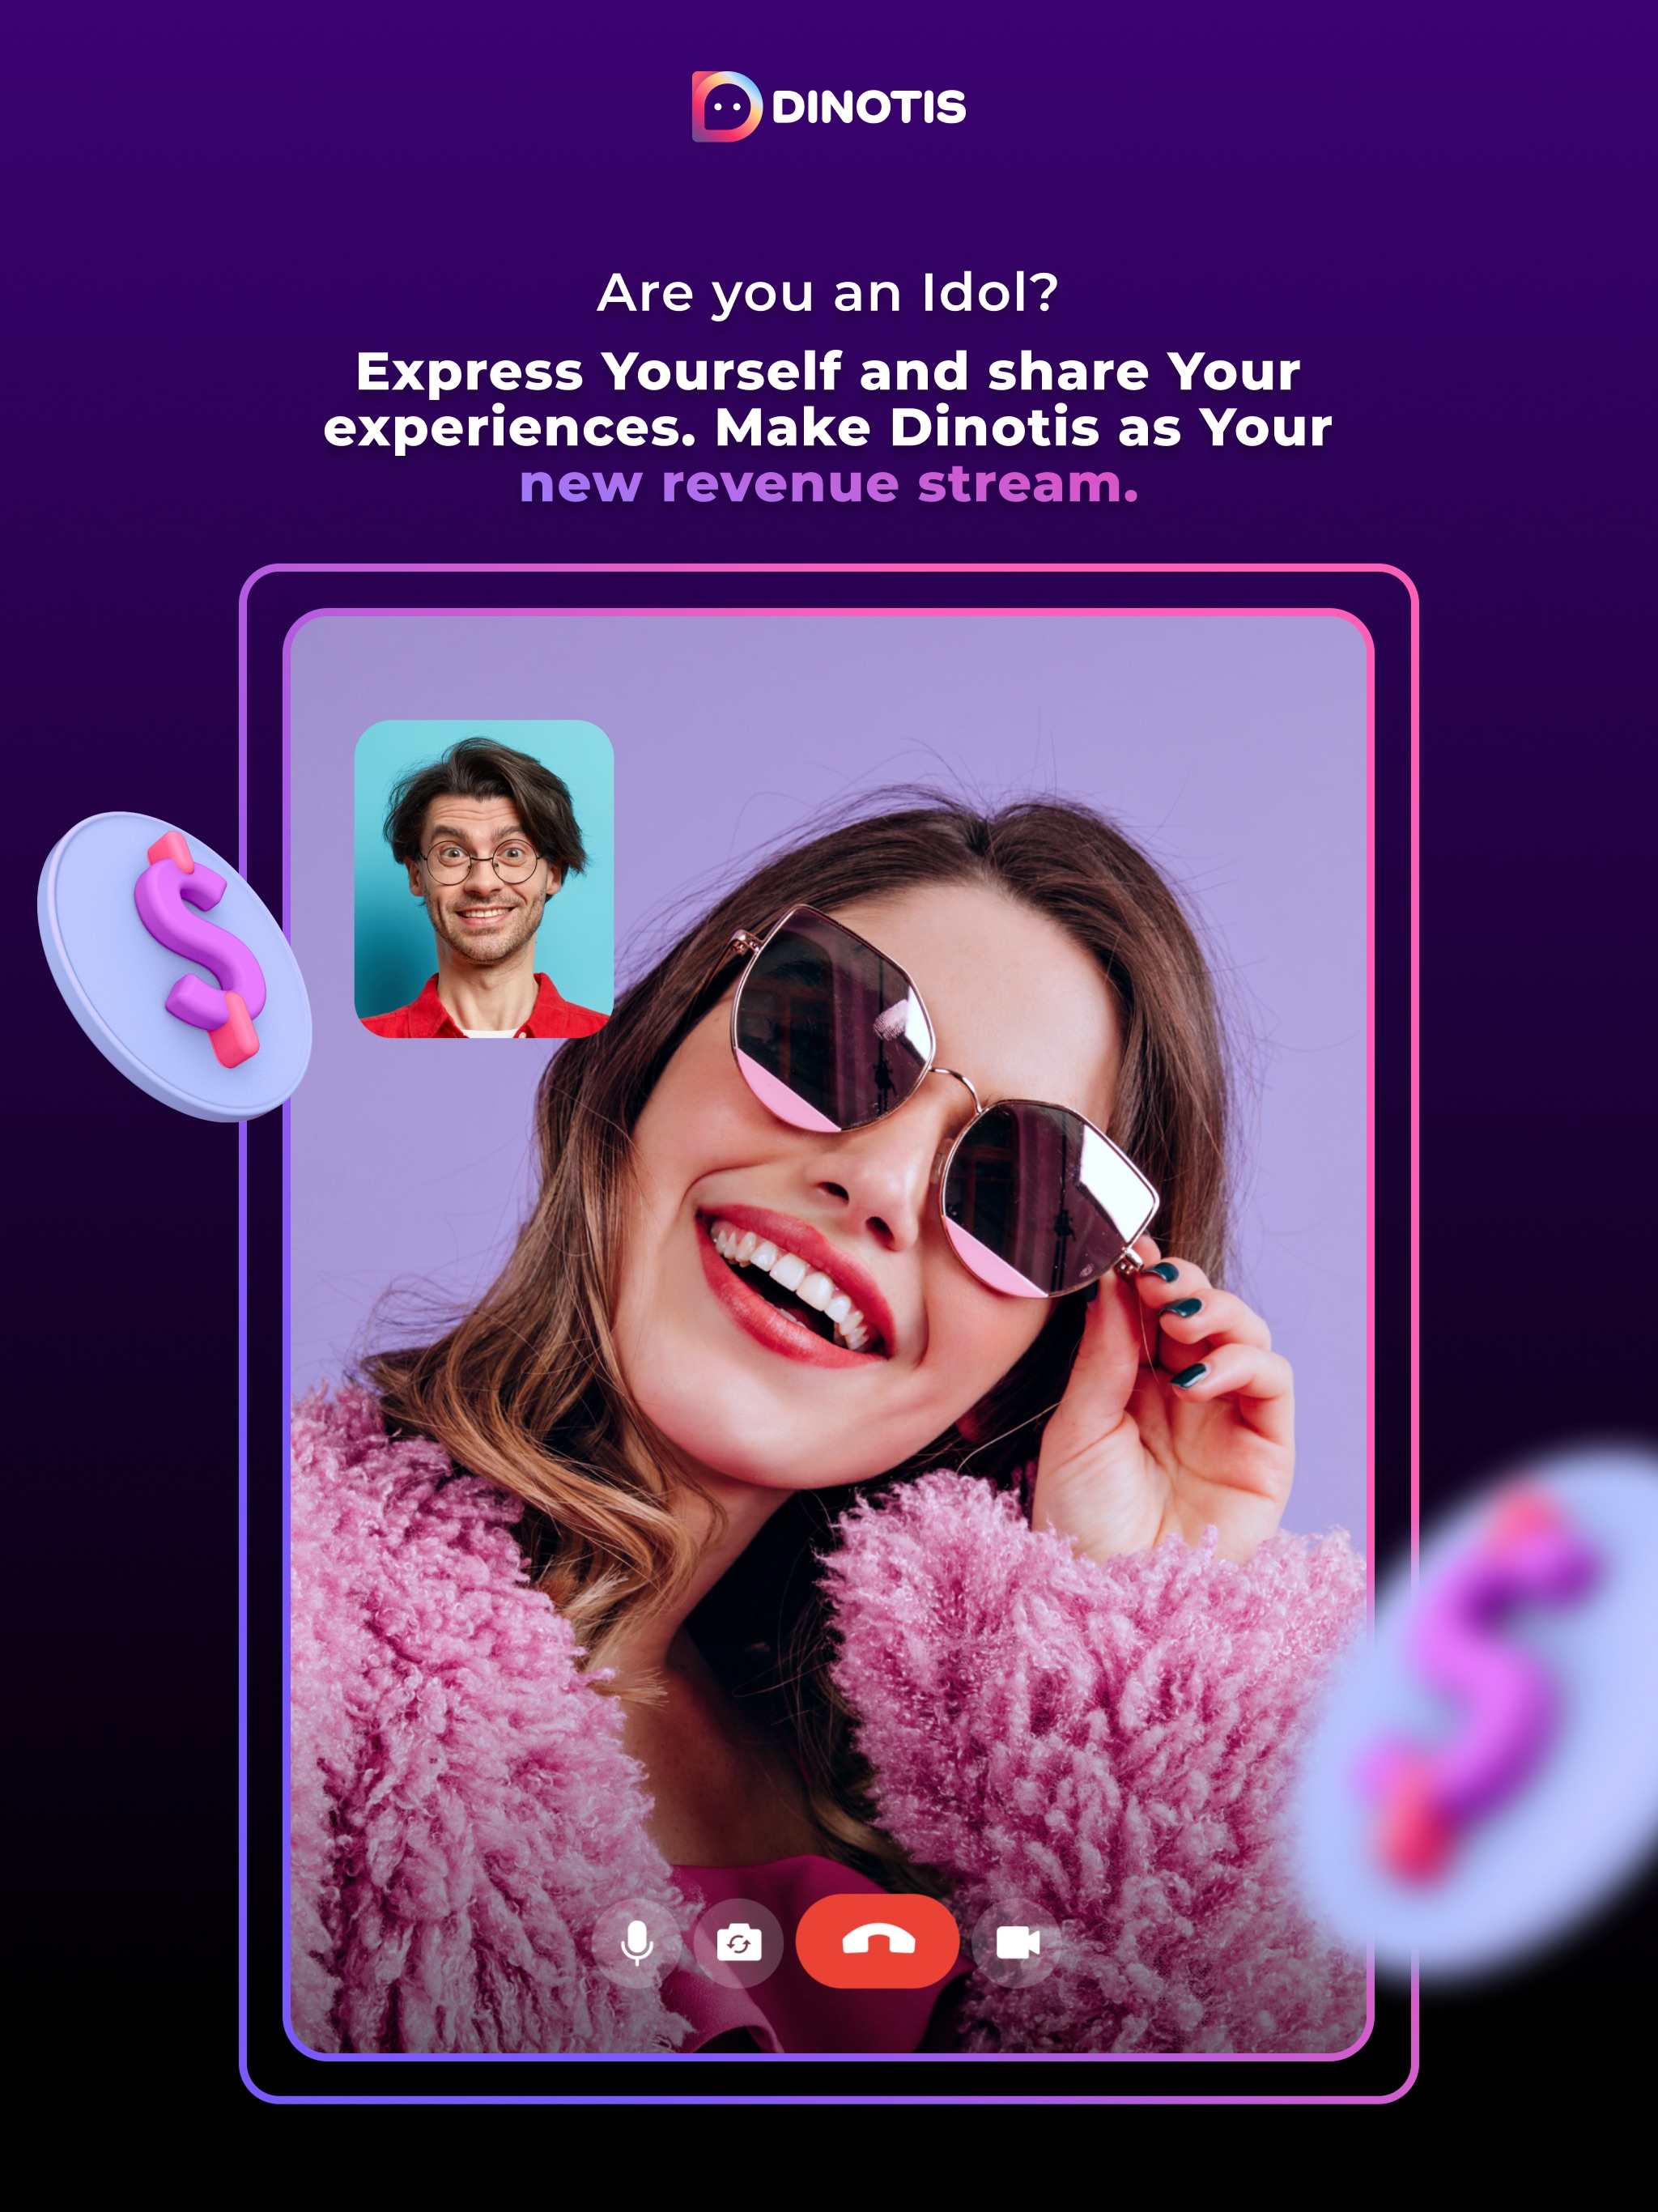 DINOTIS
Are you an Idol?
Express Yourself and share Your
experiences. Make Dinotis as Your
new revenue stream.